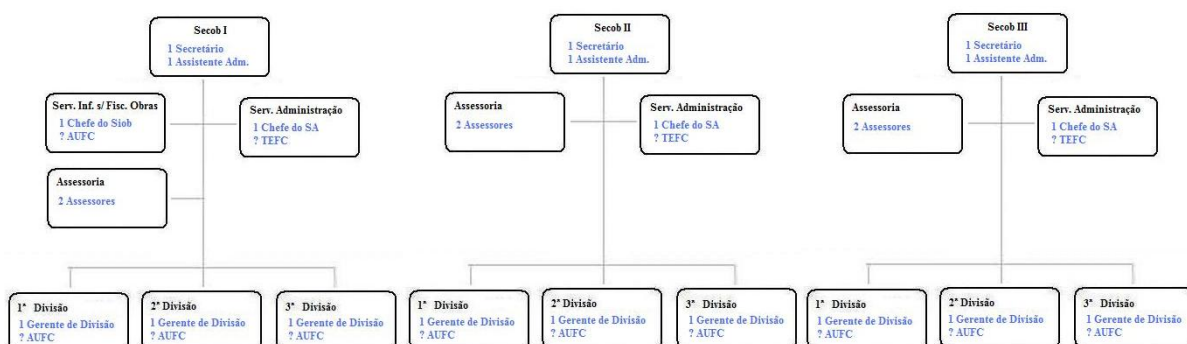 Secob I
1 Secretário
1 Assistente Adm.
Serv. Inf. s/ Fisc. Obras
1 Chefe do Siob
? AUFC
Serv. Administração
1 Chefe do SA
? TEFC
Assessoria
2 Assessores
1ª Divisão
1 Gerente de Divisão
? AUFC
2ª Divisão
1 Gerente de Divisão
? AUFC
3ª Divisão
1 Gerente de Divisão
? AUFC
Secob II
1 Secretário
1 Assistente Adm.
Assessoria
2 Assessores
Serv. Administração
1 Chefe do SA
? TEFC
1ª Divisão
1 Gerente de Divisão
? AUFC
2ª Divisão
1 Gerente de Divisão
? AUFC
3ª Divisão
1 Gerente de Divisão
? AUFC
Secob III
1 Secretário
1 Assistente Adm.
Assessoria
2 Assessores
Serv. Administração
1 Chefe do SA
? TEFC
1ª Divisão
1 Gerente de Divisão
? AUFC
2ª Divisão
1 Gerente de Divisão
? AUFC
3ª Divisão
1 Gerente de Divisão
? AUFC